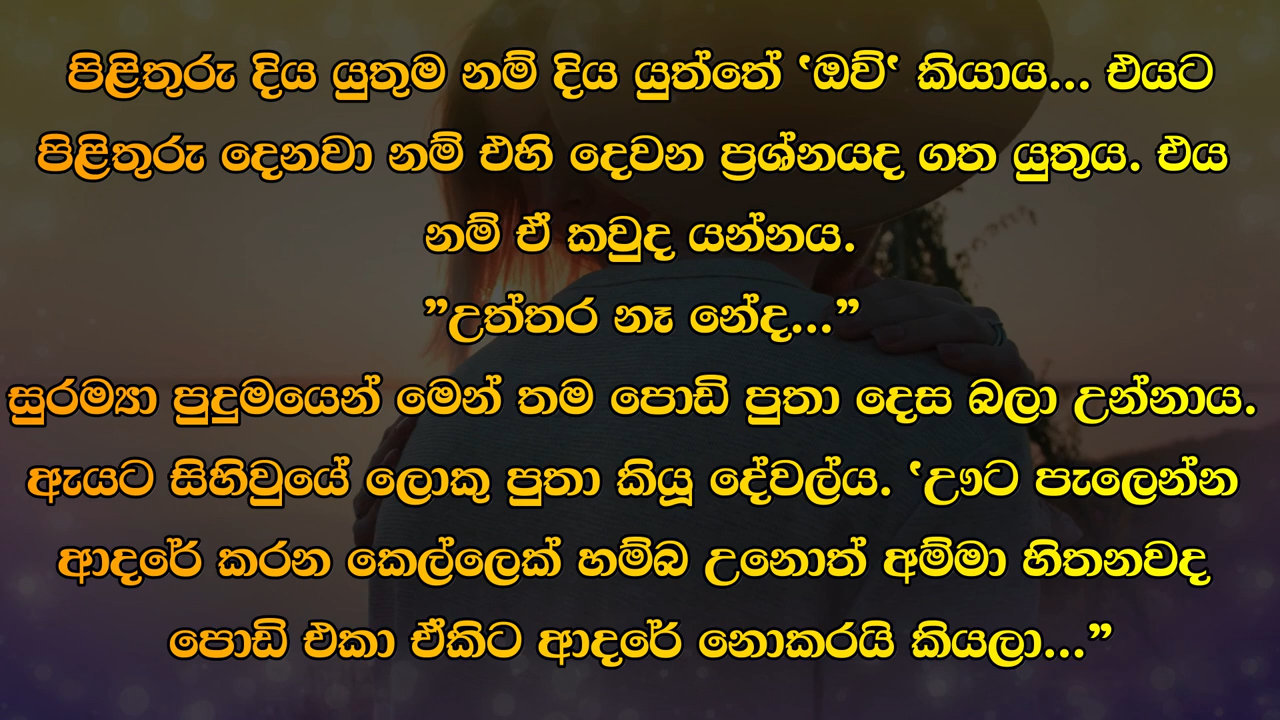 පිළිතුරු දිය යුතුම නම් දිය යුත්තේ ‛ඔව්‛ කියාය... එයට
පිළිතුරු දෙනවා නම් එහි දෙවන ප්‍රශ්නයද ගත යුතුය. එය
නම් ඒ කවුද යන්නය.
”උත්තර නෑ නේද...”
සුරම්‍යා පුදුමයෙන් මෙන් තම පොඩි පුතා දෙස බලා උන්නාය.
ඇයට සිහිවුයේ ලොකු පුතා කියූ දේවල්ය. ‛ඌට පැලෙන්න
ආදරේ කරන කෙල්ලෙක් හම්බ උනොත් අම්මා හිතනවද
පොඩි එකා ඒකිට ආදරේ නොකරයි කියලා...”